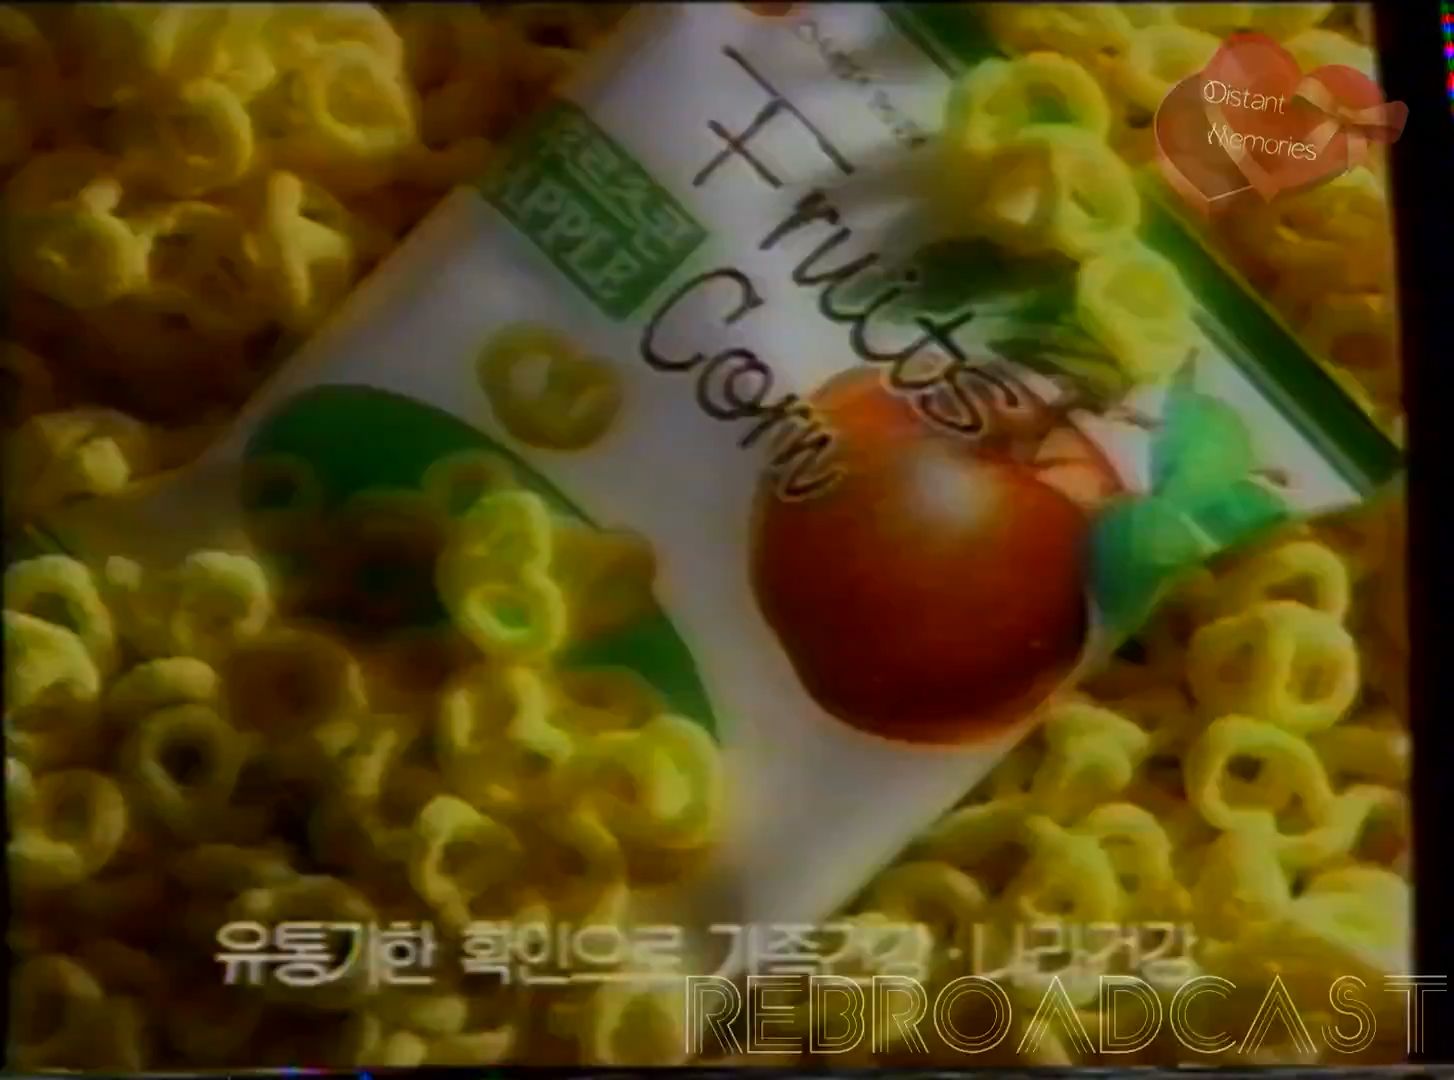 Distant
Memories
Fruits
Corn
APPLE
유통기한 확인으로 가족건강·나라건강
REBROADCAST